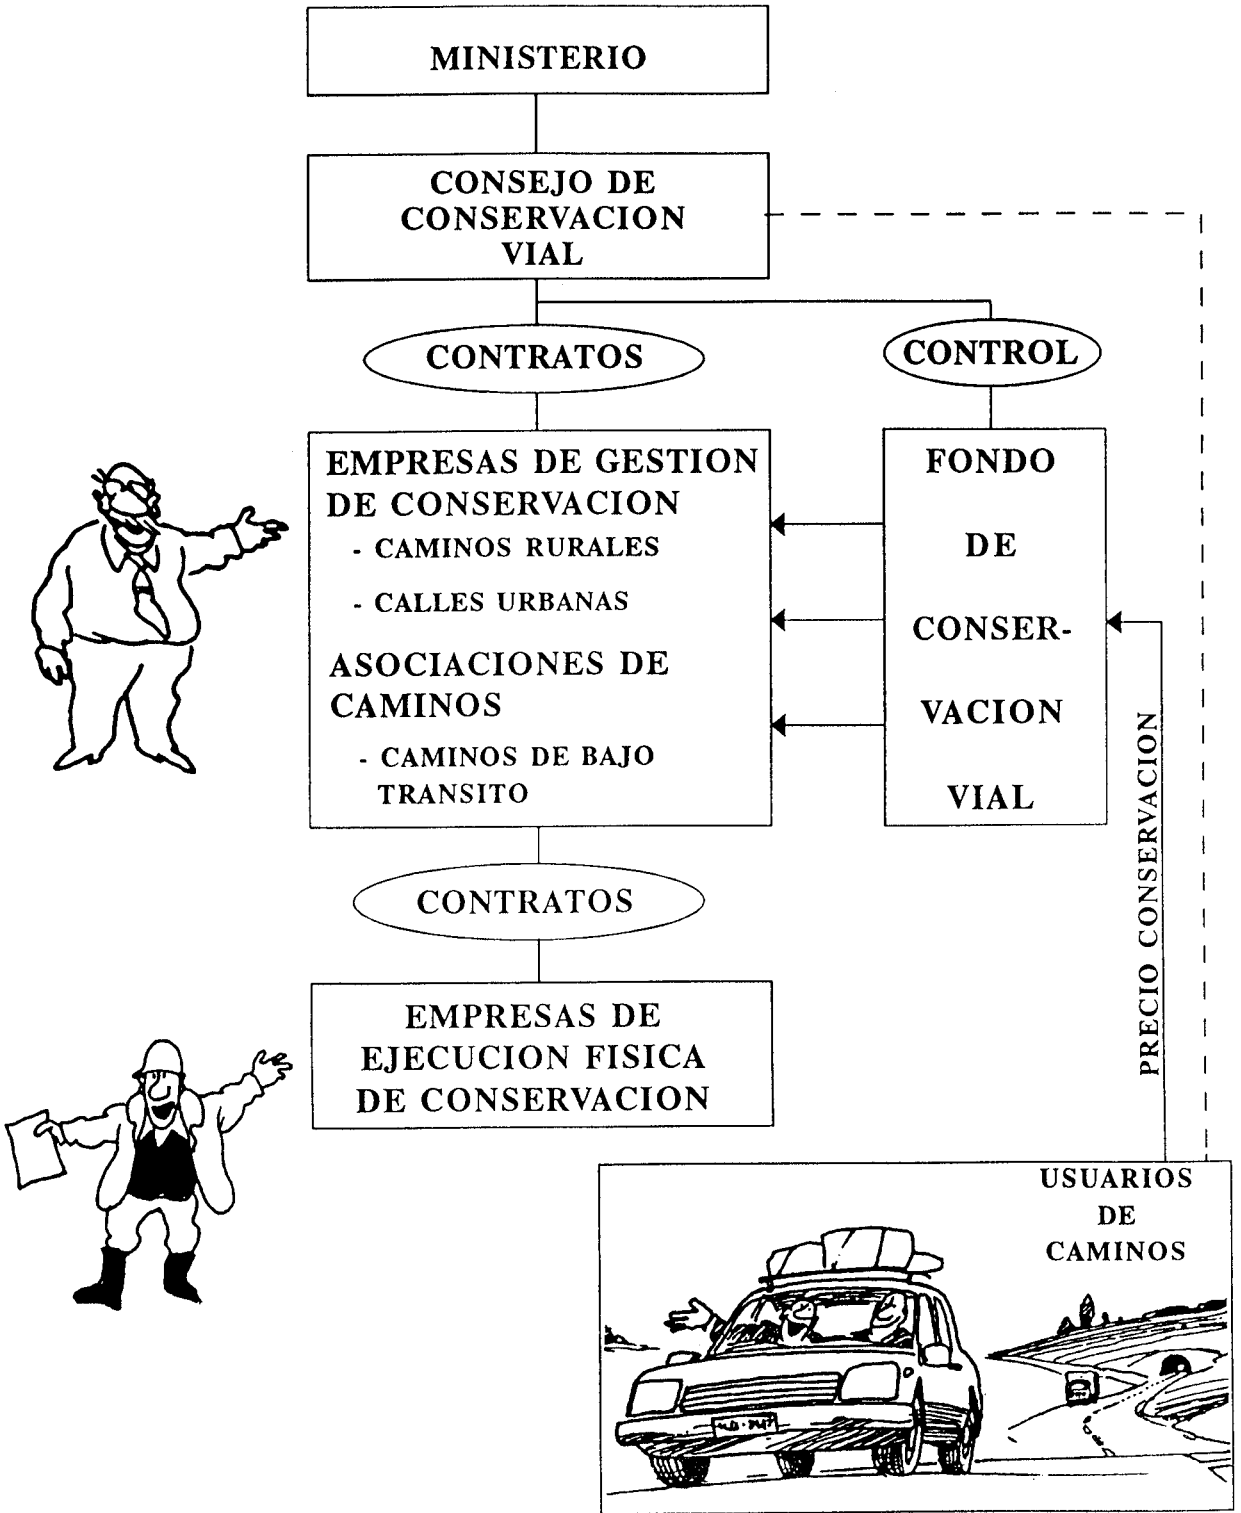 MINISTERIO
CONSEJO DE
CONSERVACION
VIAL
CONTRATOS
CONTROL
EMPRESAS DE GESTION
DE CONSERVACION
- CAMINOS RURALES
- CALLES URBANAS
ASOCIACIONES DE
CAMINOS
- CAMINOS DE BAJO
TRANSITO
FONDO
DE
CONSER-
VACION
VIAL
PRECIO CONSERVACION
CONTRATOS
EMPRESAS DE
EJECUCION FISICA
DE CONSERVACION
USUARIOS
DE
CAMINOS